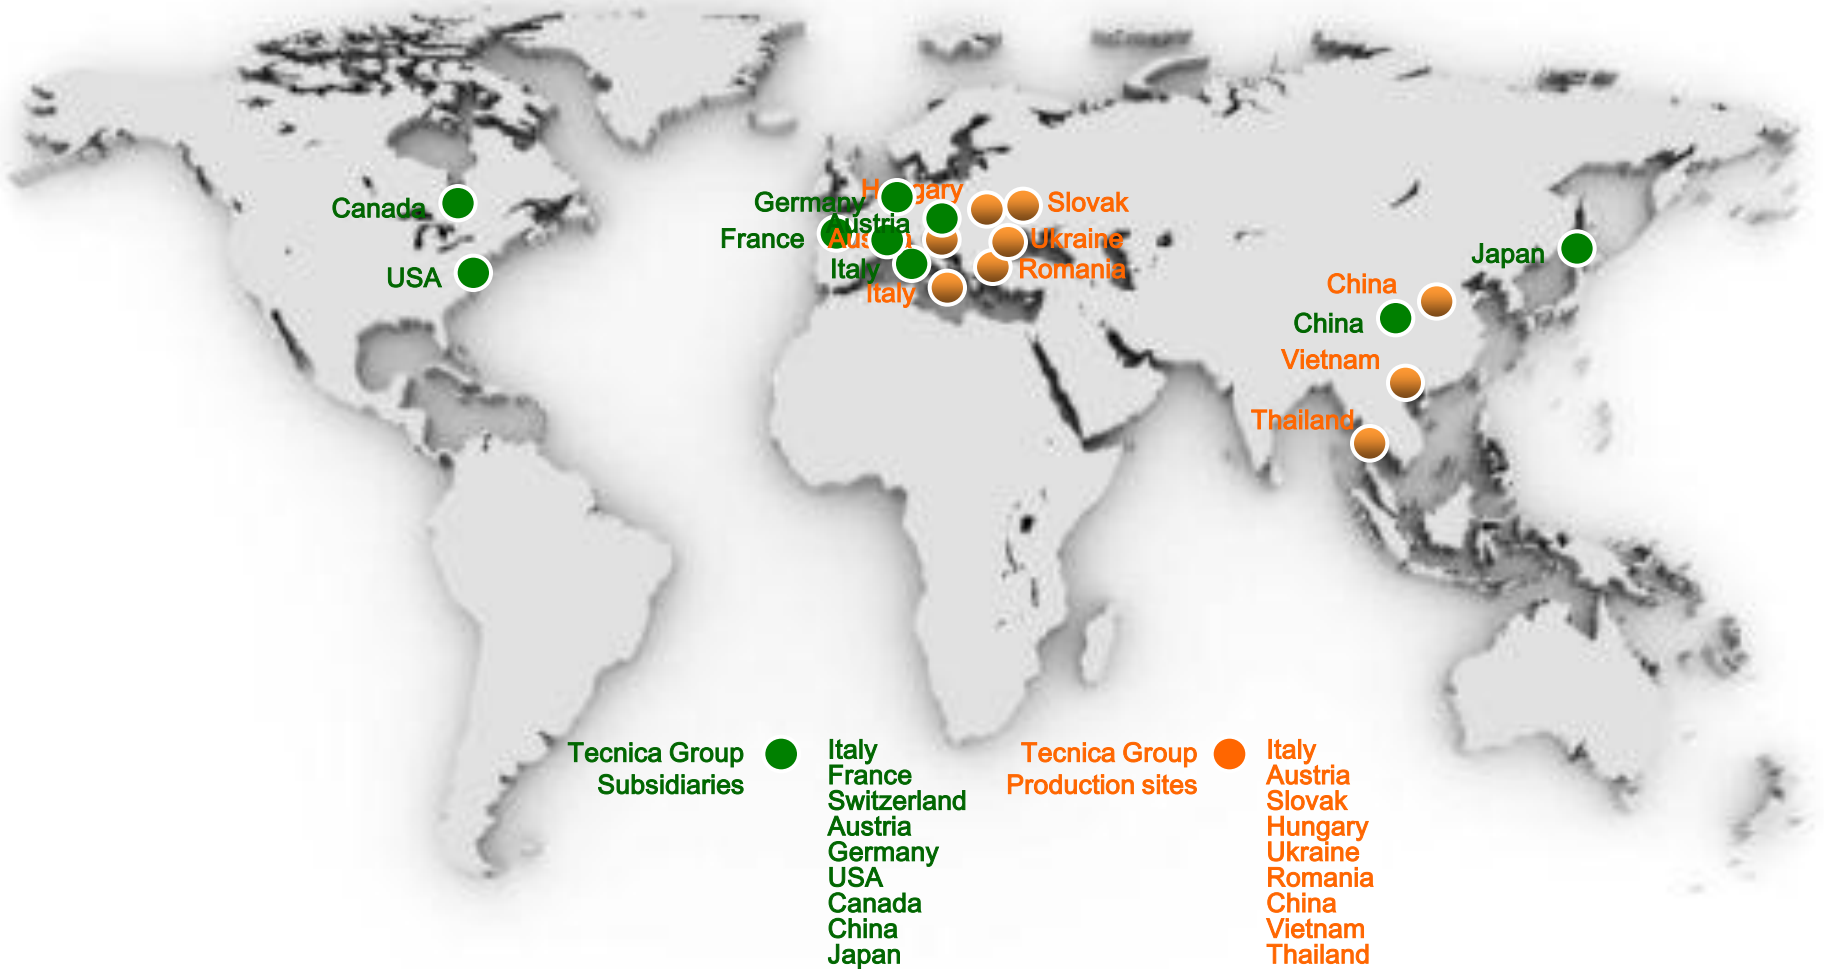 Canada
USA
Germany
Hungary
Austria
France
Austria
Italy
Italy
Slovak
Ukraine
Romania
Japan
China
China
Vietnam
Thailand
Tecnica Group
Subsidiaries
Italy
France
Switzerland
Austria
Germany
USA
Canada
China
Japan
Tecnica Group
Production sites
Italy
Austria
Slovak
Hungary
Ukraine
Romania
China
Vietnam
Thailand